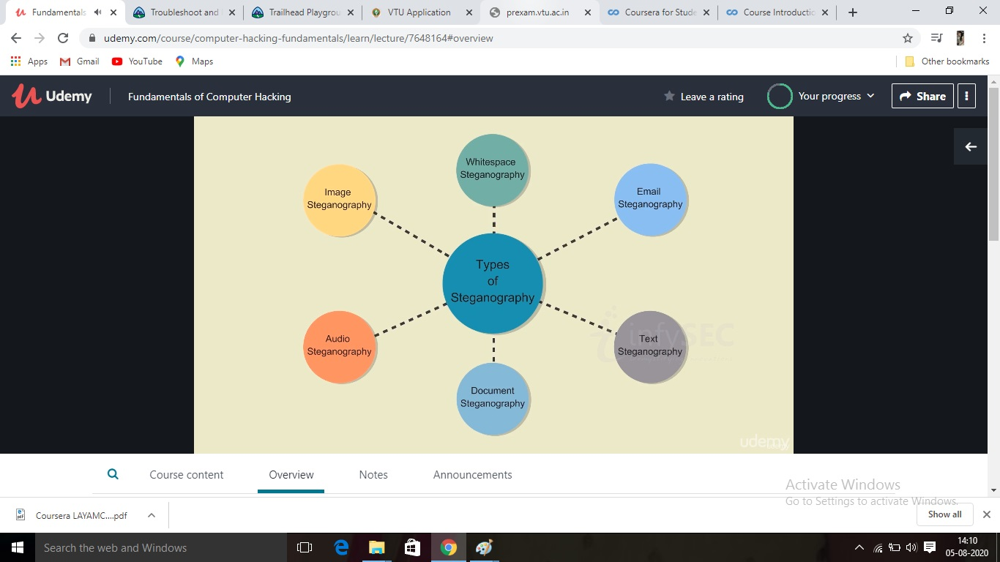 Fundamentals
Troubleshoot and
Trailhead Playgrou
VTU Application
prexam.vtu.ac.in
Coursera for Stude
Course Introductio
udemy.com/course/computer-hacking-fundamentals/learn/lecture/7648164#overview
Apps
Gmail
YouTube
Maps
Other bookmarks
Udemy
Fundamentals of Computer Hacking
Leave a rating
Your progress
Share
Whitespace
Steganography
Image
Steganography
Email
Steganography
Types
of
Steganography
Audio
Steganography
Text
Steganography
infySEC
Document
Steganography
udemy
Course content
Overview
Notes
Announcements
Activate Windows
Go to Settings to activate Windows.
Coursera LAYAMC....pdf
Show all
Search the web and Windows
14:10
05-08-2020